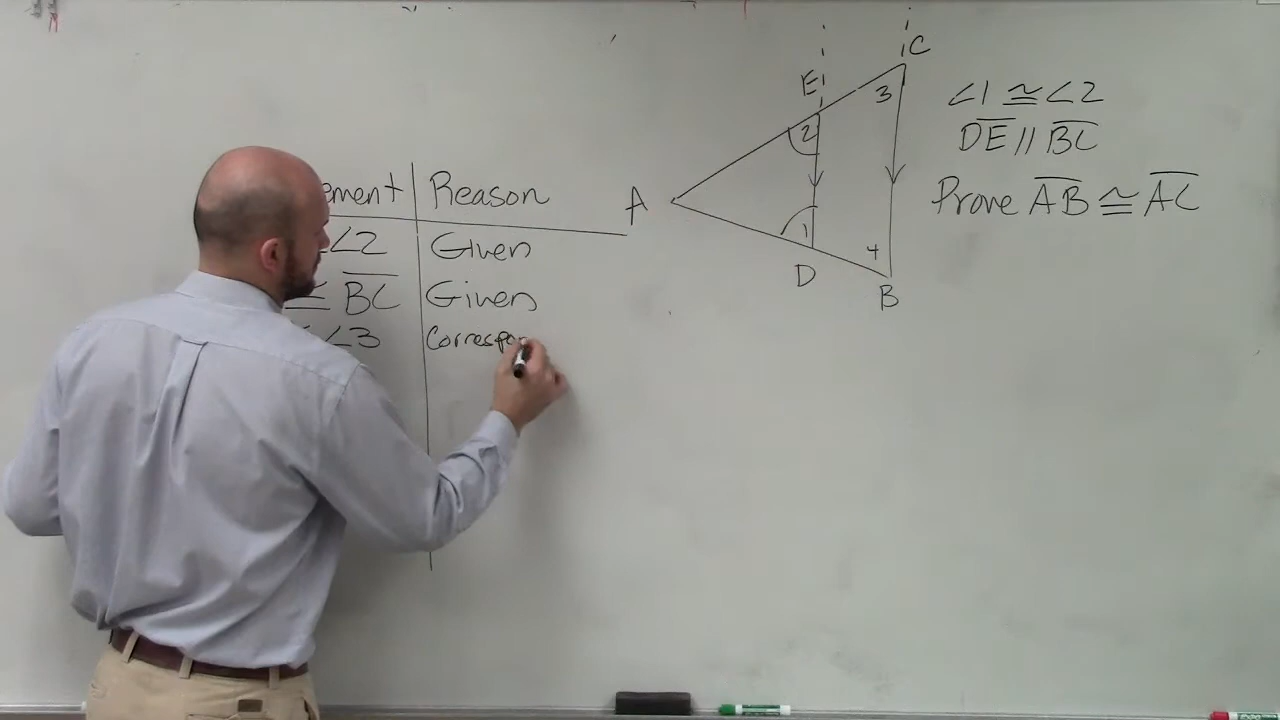 ement Reason
∠2 Given
≅ BC Given
≅ ∠3 Correspo
A
E
C
2
3
1
4
D
B
∠1 ≅ ∠2
DE // BC
Prove AB ≅ AC